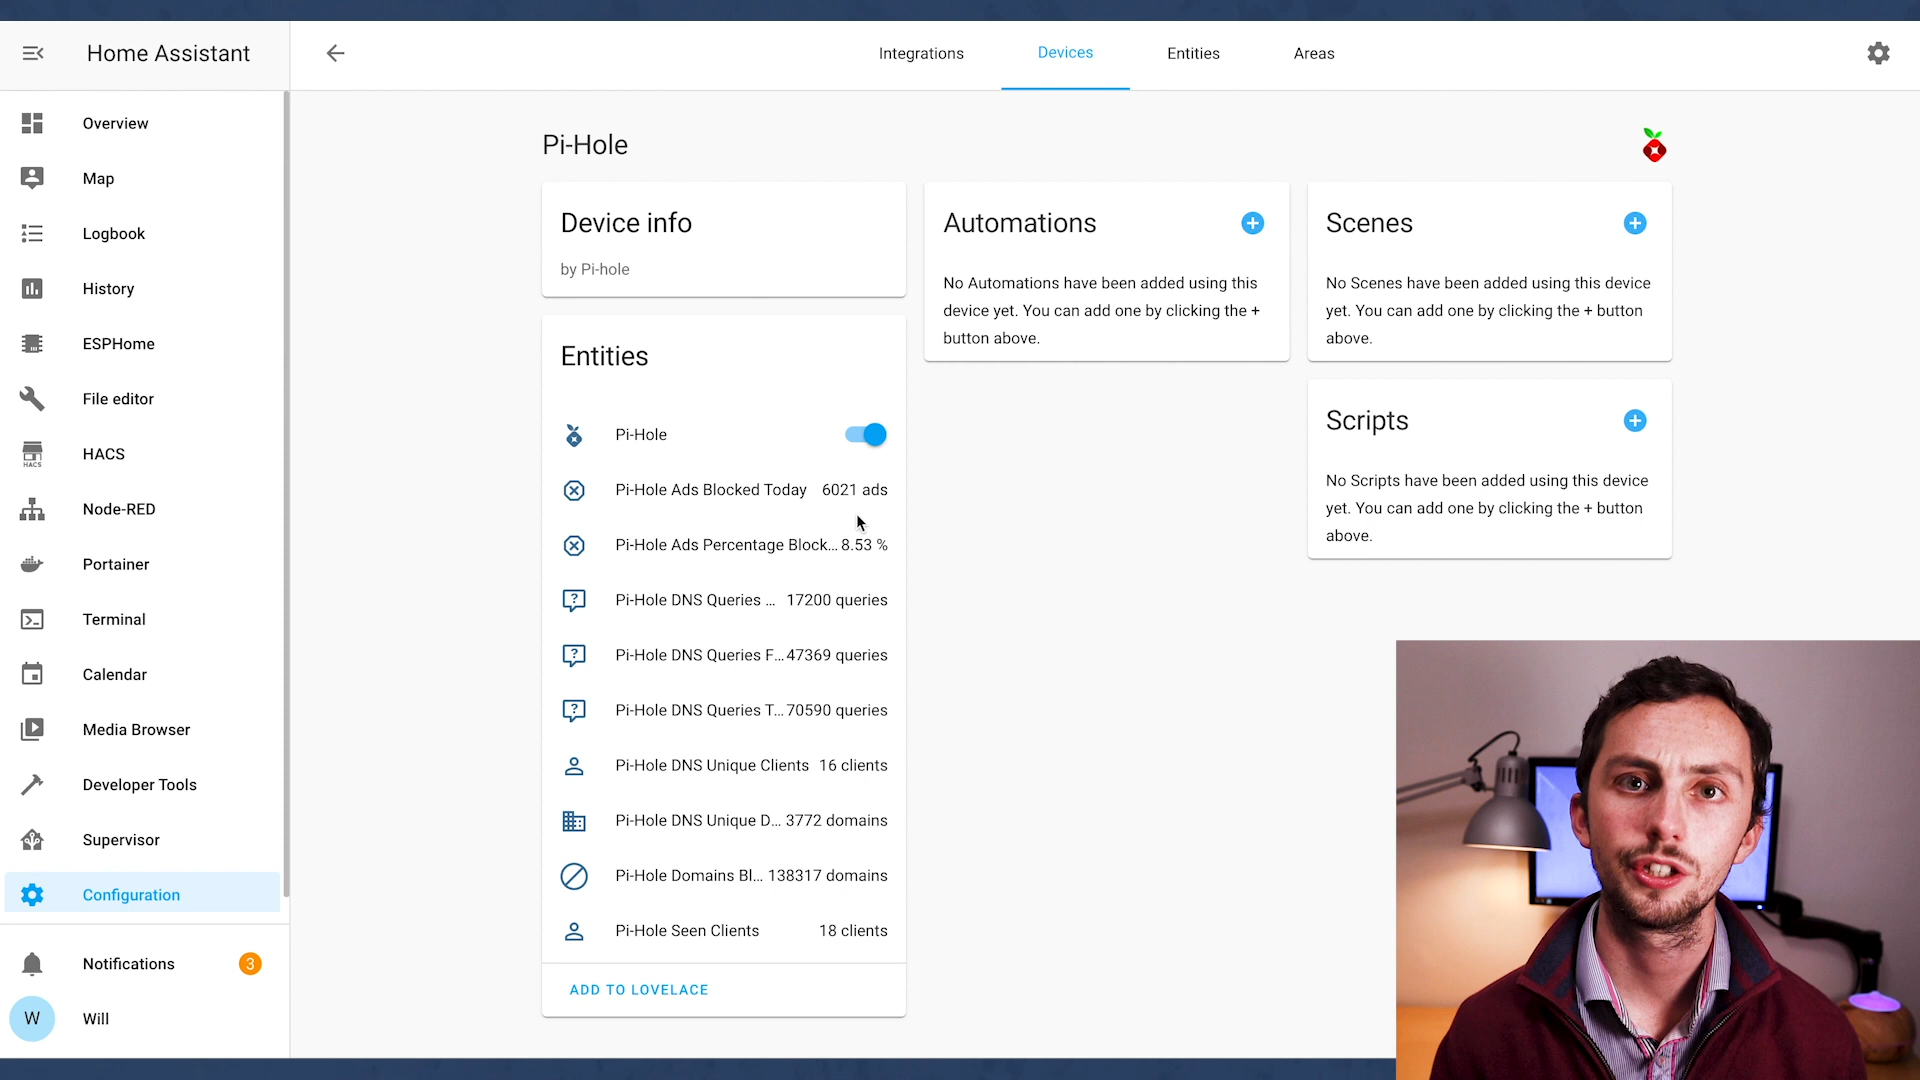 Home Assistant
Integrations
Devices
Entities
Areas
Overview
Map
Logbook
History
ESPHome
File editor
HACS
HACS
Node-RED
Portainer
Terminal
Calendar
Media Browser
Developer Tools
Supervisor
Configuration
Notifications
3
W
Will
Pi-Hole
Device info
by Pi-hole
Entities
Pi-Hole
Pi-Hole Ads Blocked Today 6021 ads
Pi-Hole Ads Percentage Block... 8.53 %
Pi-Hole DNS Queries ... 17200 queries
Pi-Hole DNS Queries F... 47369 queries
Pi-Hole DNS Queries T... 70590 queries
Pi-Hole DNS Unique Clients 16 clients
Pi-Hole DNS Unique D... 3772 domains
Pi-Hole Domains Bl... 138317 domains
Pi-Hole Seen Clients 18 clients
ADD TO LOVELACE
Automations
No Automations have been added using this
device yet. You can add one by clicking the +
button above.
Scenes
No Scenes have been added using this device
yet. You can add one by clicking the + button
above.
Scripts
No Scripts have been added using this device
yet. You can add one by clicking the + button
above.